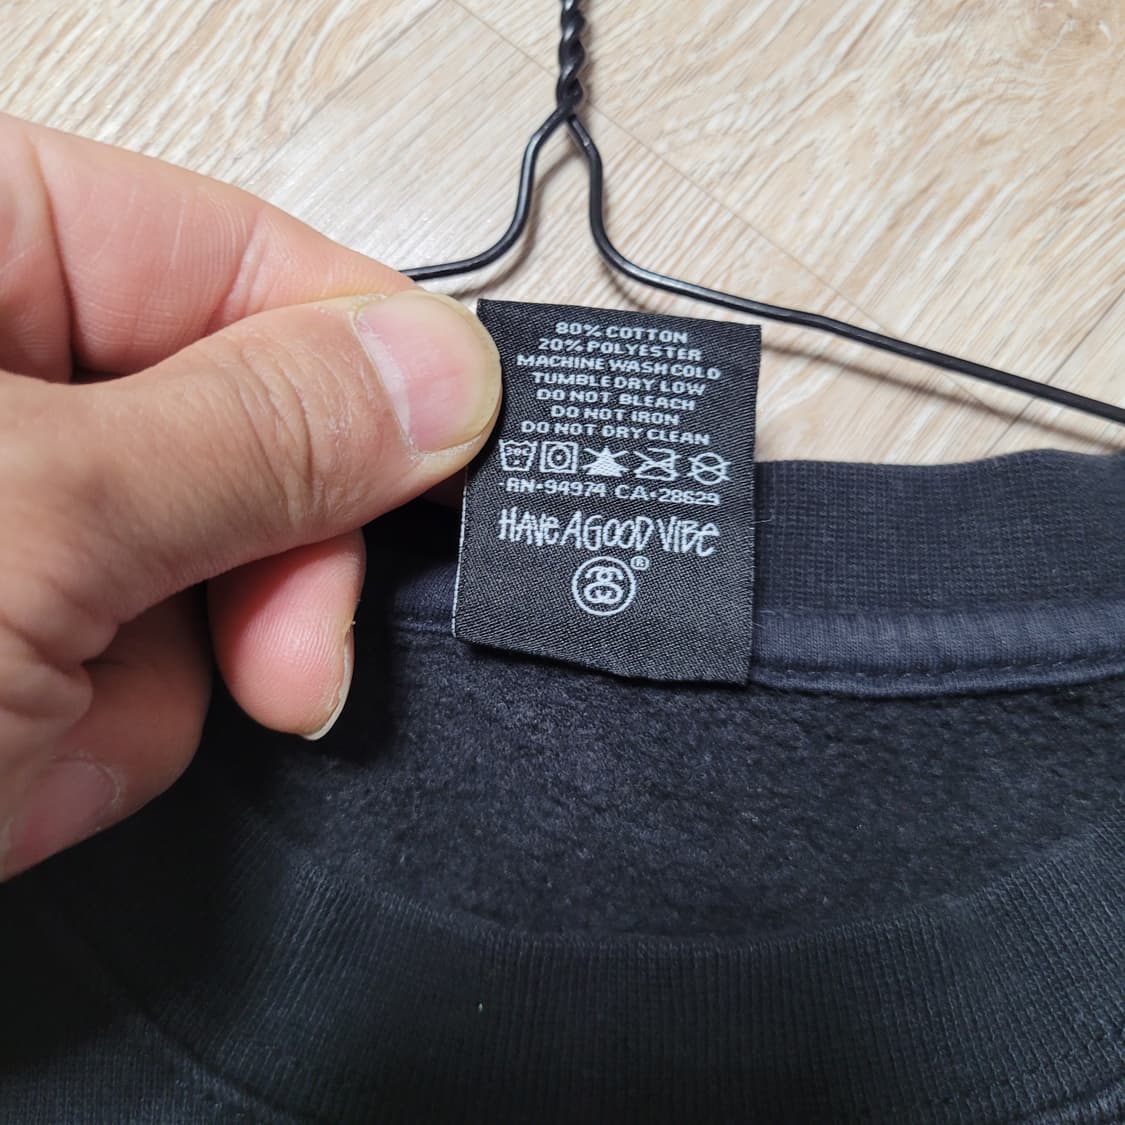 80% COTTON
20% POLYESTER
MACHINE WASH COLD
TUMBLE DRY LOW
DO NOT BLEACH
DO NOT IRON
DO NOT DRY CLEAN
·RN·94974 CA·28629
HAVE A GOOD VIBE
®